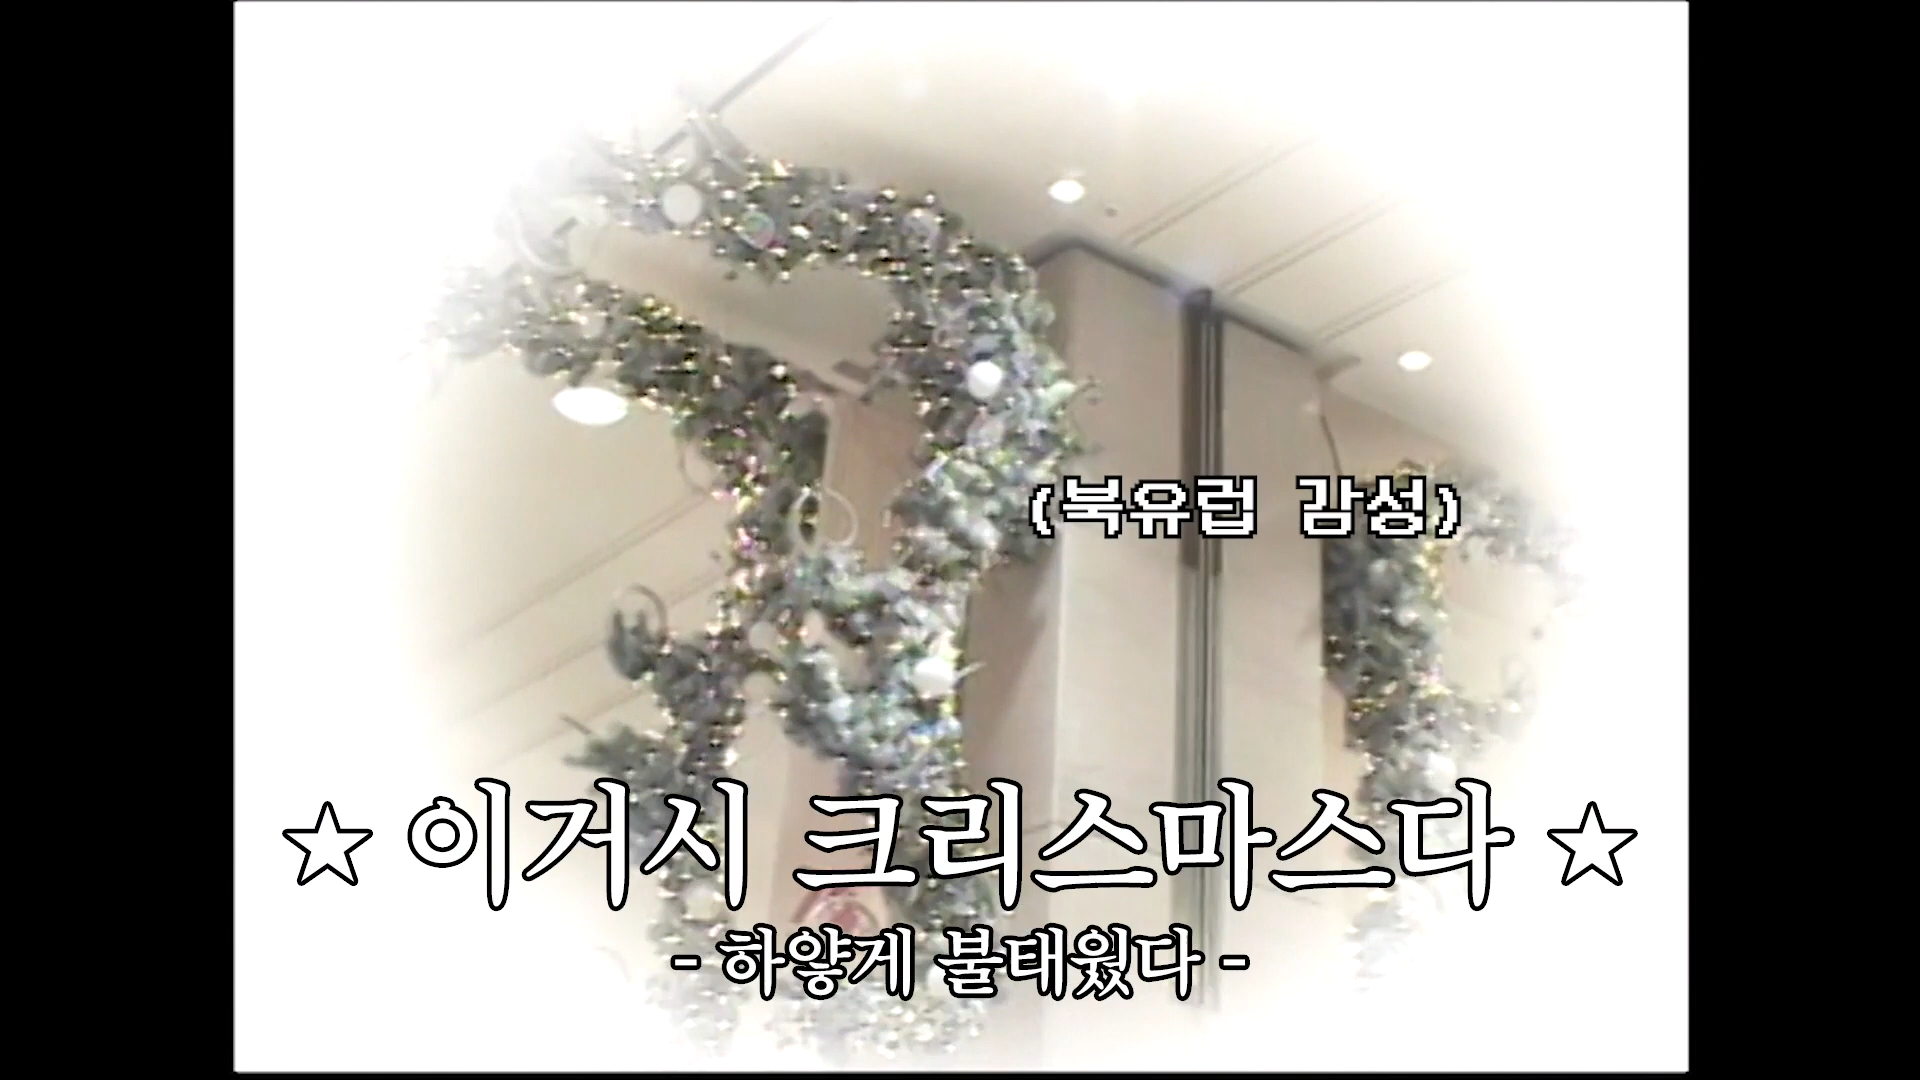 (북유럽 감성)
☆ 이거시 크리스마스다 ☆
- 하얗게 불태웠다 -